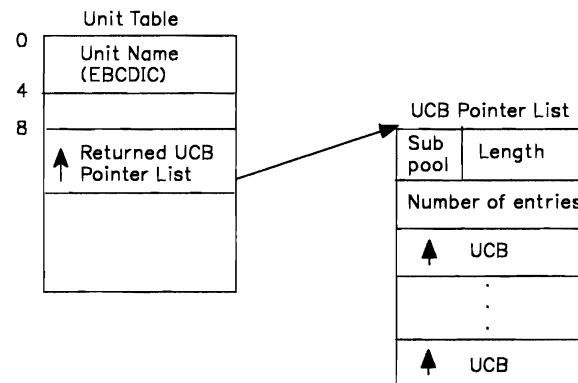 Unit Table
0
Unit Name
(EBCDIC)
4
8
Returned UCB
Pointer List
UCB Pointer List
Sub
pool
Length
Number of entries
UCB
UCB